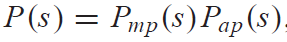 P(s) = P_{mp}(s)P_{ap}(s),